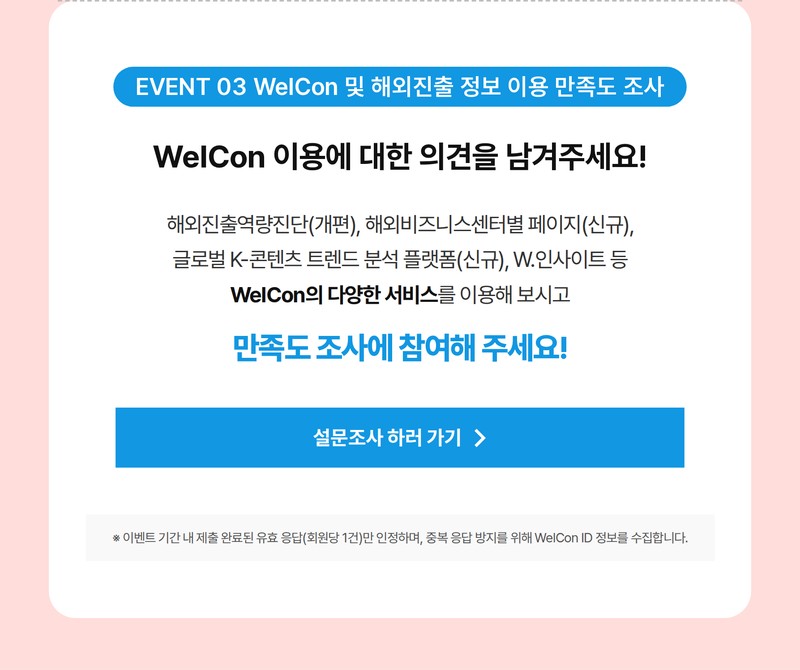 EVENT 03 WelCon 및 해외진출 정보 이용 만족도 조사
WelCon 이용에 대한 의견을 남겨주세요!
해외진출역량진단(개편), 해외비즈니스센터별 페이지(신규),
글로벌 K-콘텐츠 트렌드 분석 플랫폼(신규), W.인사이트 등
WelCon의 다양한 서비스를 이용해 보시고
만족도 조사에 참여해 주세요!
설문조사 하러 가기 >
※ 이벤트 기간 내 제출 완료된 유효 응답(회원당 1건)만 인정하며, 중복 응답 방지를 위해 WelCon ID 정보를 수집합니다.